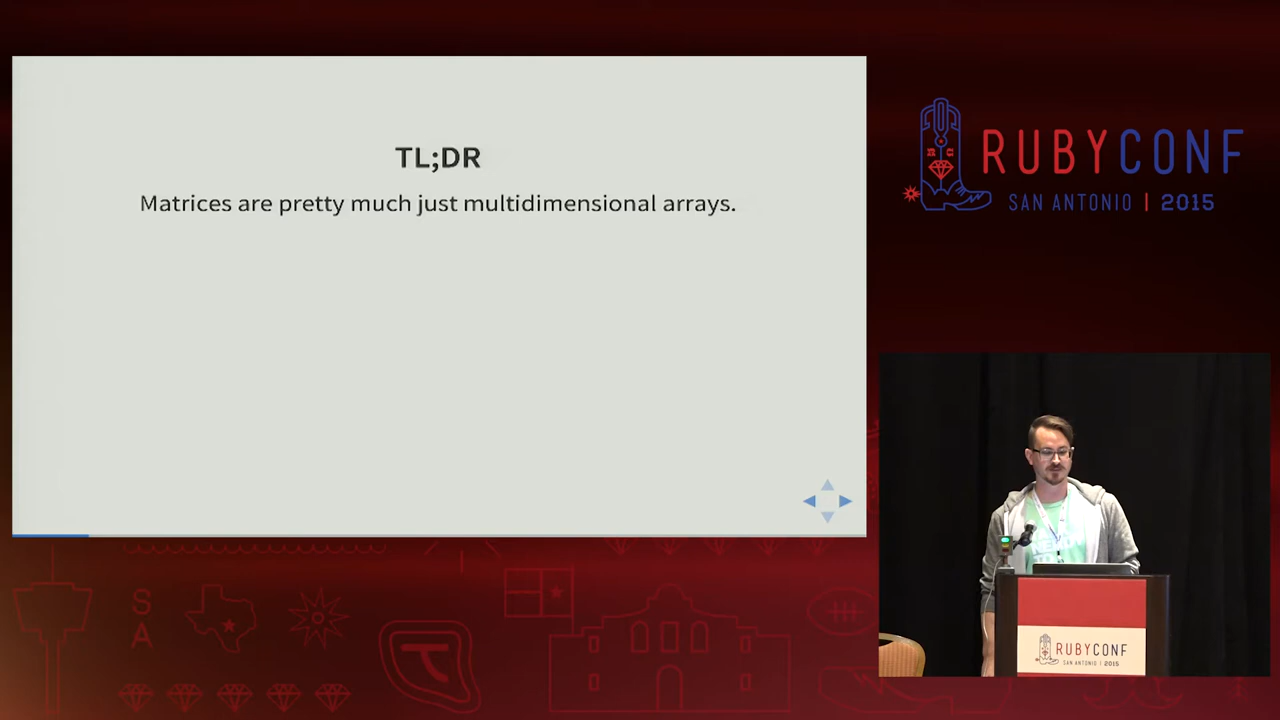 TL;DR
Matrices are pretty much just multidimensional arrays.
RUBYCONF
SAN ANTONIO | 2015
S
A
RUBYCONF
SAN ANTONIO | 2015